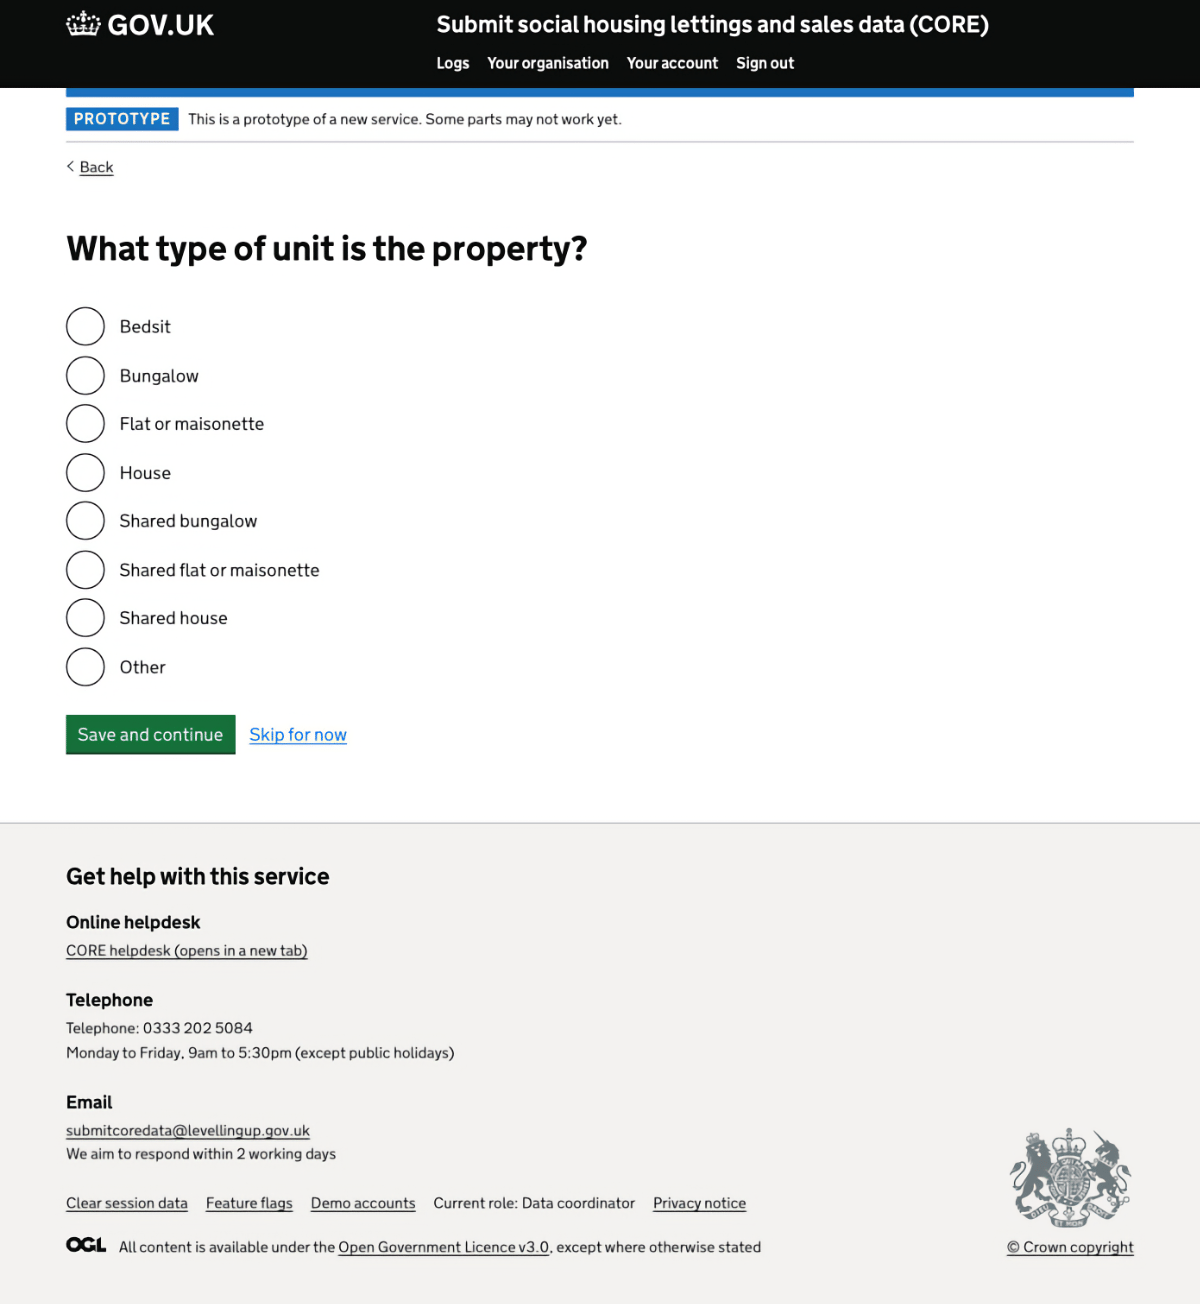 GOV.UK
Submit social housing lettings and sales data (CORE)
Logs Your organisation Your account Sign out
PROTOTYPE This is a prototype of a new service. Some parts may not work yet.
Back
What type of unit is the property?
Bedsit
Bungalow
Flat or maisonette
House
Shared bungalow
Shared flat or maisonette
Shared house
Other
Save and continue Skip for now
Get help with this service
Online helpdesk
CORE helpdesk (opens in a new tab)
Telephone
Telephone: 0333 202 5084
Monday to Friday, 9am to 5:30pm (except public holidays)
Email
submitcoredata@levellingup.gov.uk
We aim to respond within 2 working days
Clear session data Feature flags Demo accounts Current role: Data coordinator Privacy notice
OGL All content is available under the Open Government Licence v3.0, except where otherwise stated
© Crown copyright